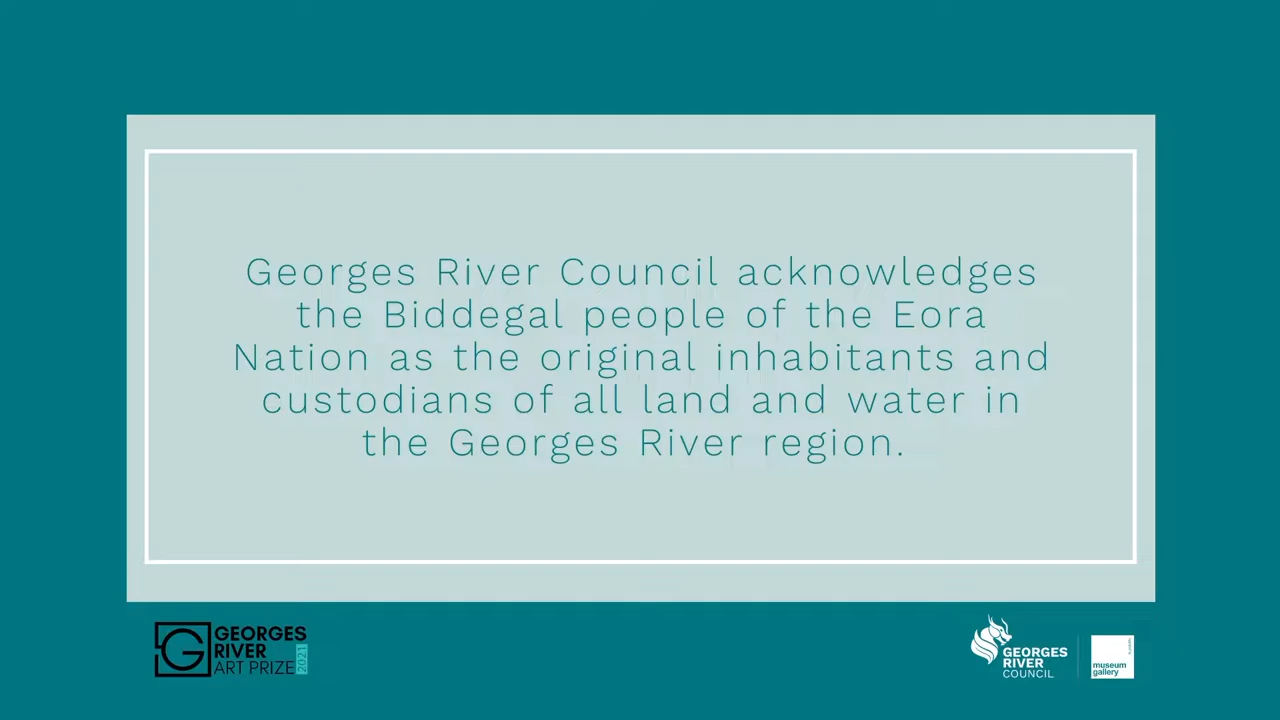 Georges River Council acknowledges
the Biddegal people of the Eora
Nation as the original inhabitants and
custodians of all land and water in
the Georges River region.
GEORGES
RIVER
ART PRIZE 2021
GEORGES
RIVER
COUNCIL
museum
gallery